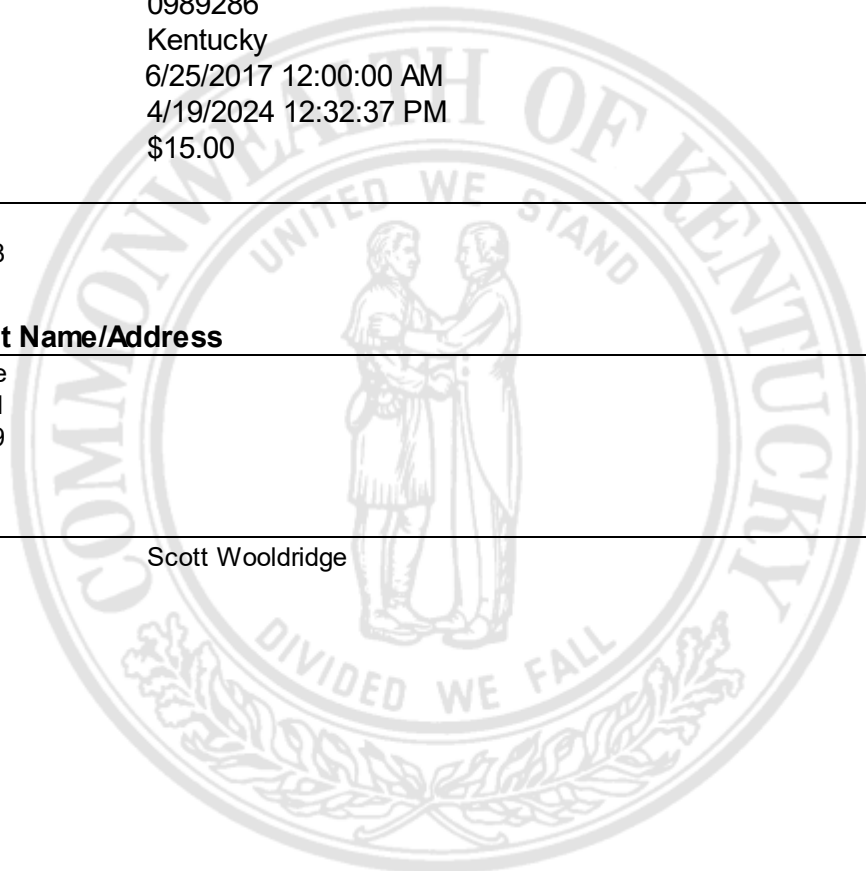 0989286
Kentucky
6/25/2017 12:00:00 AM
4/19/2024 12:32:37 PM
$15.00
COMMONWEALTH OF KENTUCKY
UNITED WE STAND
t Name/Address
Scott Wooldridge
DIVIDED WE FALL